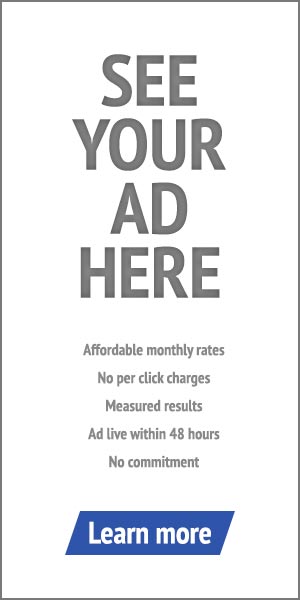 SEE
YOUR
AD
HERE
Affordable monthly rates
No per click charges
Measured results
Ad live within 48 hours
No commitment
Learn more